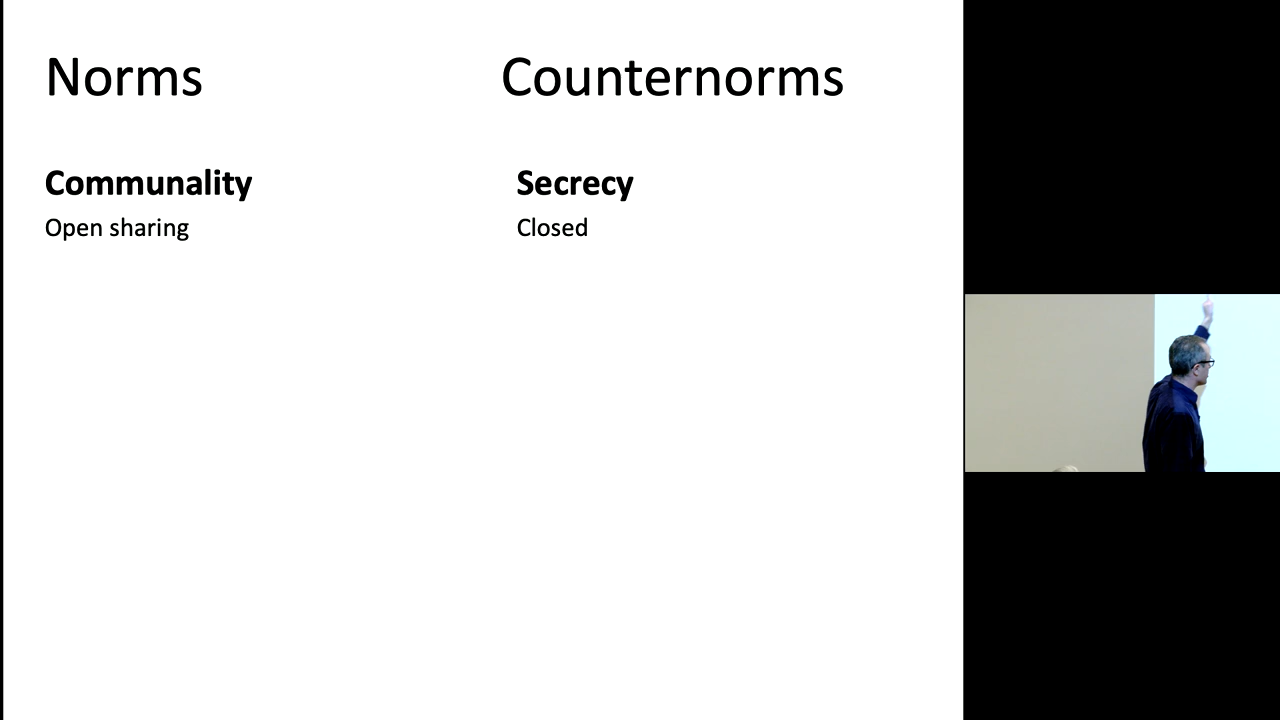 Norms
Counternorms
Communality
Secrecy
Open sharing
Closed